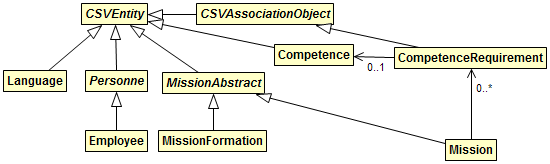 CSVEntity
CSVAssociationObject
Competence
CompetenceRequirement
0..1
Language
Personne
MissionAbstract
0..*
Employee
MissionFormation
Mission